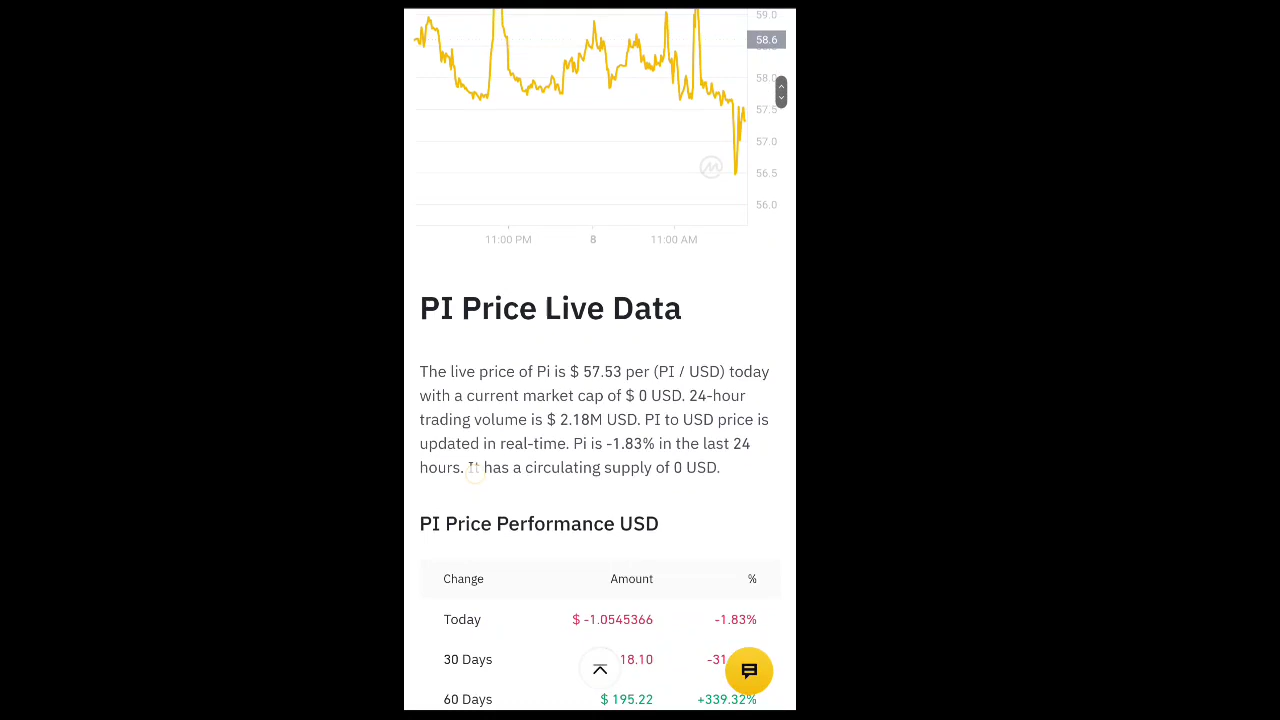 59.0
58.6
58.0
57.5
57.0
56.5
56.0
11:00 PM 8 11:00 AM
PI Price Live Data
The live price of Pi is $ 57.53 per (PI / USD) today
with a current market cap of $ 0 USD. 24-hour
trading volume is $ 2.18M USD. PI to USD price is
updated in real-time. Pi is -1.83% in the last 24
hours. It has a circulating supply of 0 USD.
PI Price Performance USD
Change Amount %
Today $ -1.0545366 -1.83%
30 Days 18.10 -31
60 Days $ 195.22 +339.32%